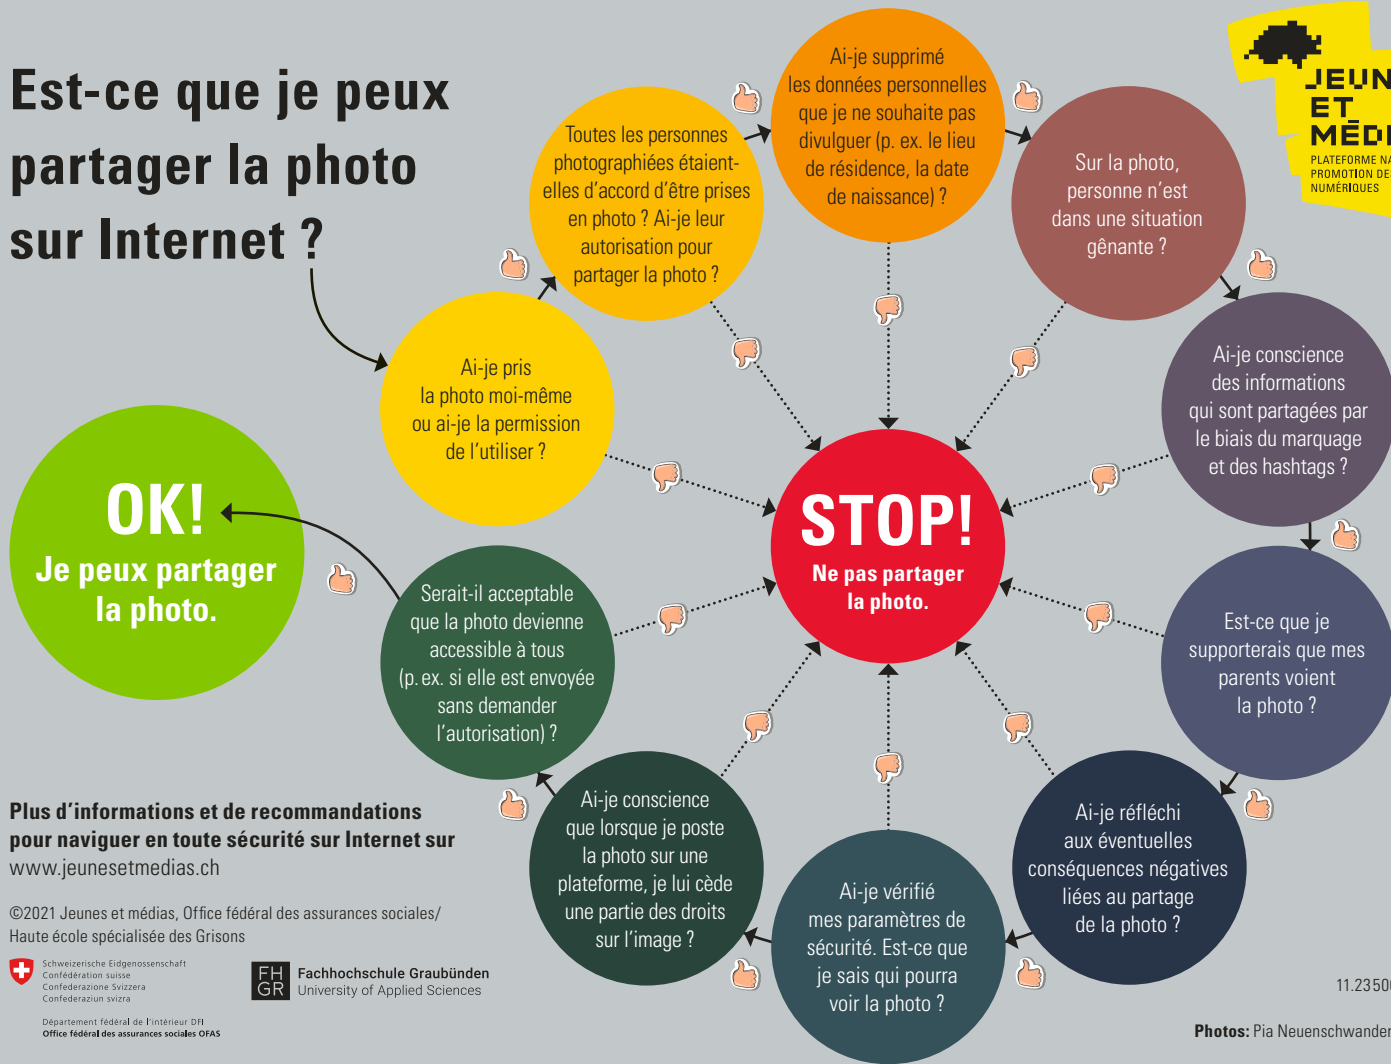 Est-ce que je peux
partager la photo
sur Internet ?
Ai-je pris
la photo moi-même
ou ai-je la permission
de l'utiliser ?
Toutes les personnes
photographiées étaient-
elles d'accord d'être prises
en photo ? Ai-je leur
autorisation pour
partager la photo ?
Ai-je supprimé
les données personnelles
que je ne souhaite pas
divulguer (p. ex. le lieu
de résidence, la date
de naissance) ?
Sur la photo,
personne n'est
dans une situation
gênante ?
Ai-je conscience
des informations
qui sont partagées par
le biais du marquage
et des hashtags ?
Est-ce que je
supporterais que mes
parents voient
la photo ?
Ai-je réfléchi
aux éventuelles
conséquences négatives
liées au partage
de la photo ?
Ai-je vérifié
mes paramètres de
sécurité. Est-ce que
je sais qui pourra
voir la photo ?
Ai-je conscience
que lorsque je poste
la photo sur une
plateforme, je lui cède
une partie des droits
sur l'image ?
Serait-il acceptable
que la photo devienne
accessible à tous
(p. ex. si elle est envoyée
sans demander
l'autorisation) ?
OK!
Je peux partager
la photo.
STOP!
Ne pas partager
la photo.
JEUN
ET
MÉDI
PLATEFORME NA
PROMOTION DE
NUMÉRIQUES
Plus d'informations et de recommandations
pour naviguer en toute sécurité sur Internet sur
www.jeunesetmedias.ch
©2021 Jeunes et médias, Office fédéral des assurances sociales/
Haute école spécialisée des Grisons
Schweizerische Eidgenossenschaft
Confédération suisse
Confederazione Svizzera
Confederaziun svizra
Département fédéral de l'intérieur DFI
Office fédéral des assurances sociales OFAS
FH
GR
Fachhochschule Graubünden
University of Applied Sciences
11.23 500
Photos: Pia Neuenschwander